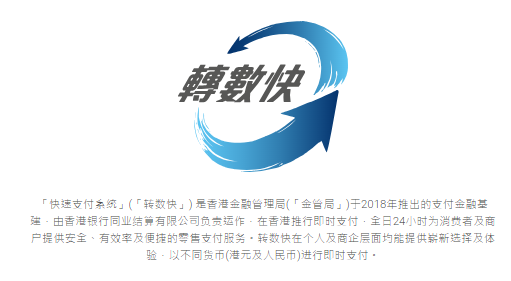 轉數快
「快速支付系统」(「转数快」) 是香港金融管理局(「金管局」)于2018年推出的支付金融基
建，由香港银行同业结算有限公司负责运作，在香港推行即时支付，全日24小时为消费者及商
户提供安全、有效率及便捷的零售支付服务。转数快在个人及商企层面均能提供崭新选择及体
验，以不同货币(港元及人民币)进行即时支付。